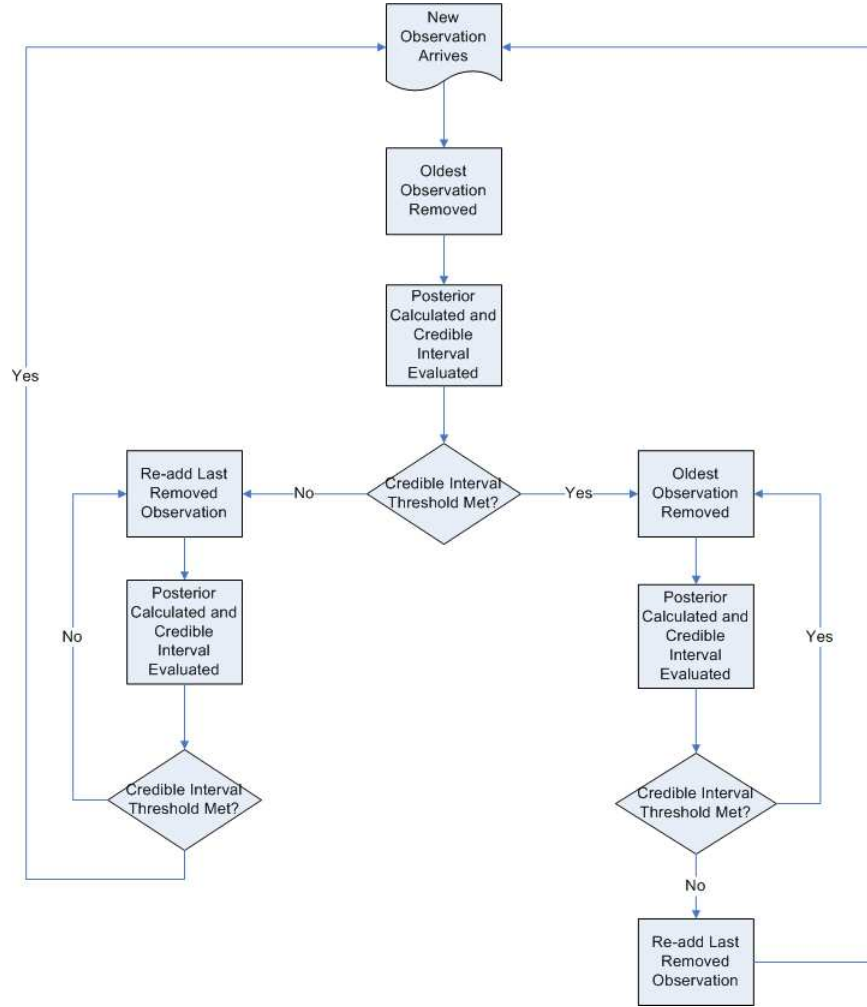 New
Observation
Arrives
Oldest
Observation
Removed
Posterior
Calculated and
Credible
Interval
Evaluated
Yes
Credible Interval
Threshold Met?
No
Yes
Re-add Last
Removed
Observation
Oldest
Observation
Removed
Posterior
Calculated and
Credible
Interval
Evaluated
No
Posterior
Calculated and
Credible
Interval
Evaluated
Yes
Credible Interval
Threshold Met?
Credible Interval
Threshold Met?
No
Re-add Last
Removed
Observation